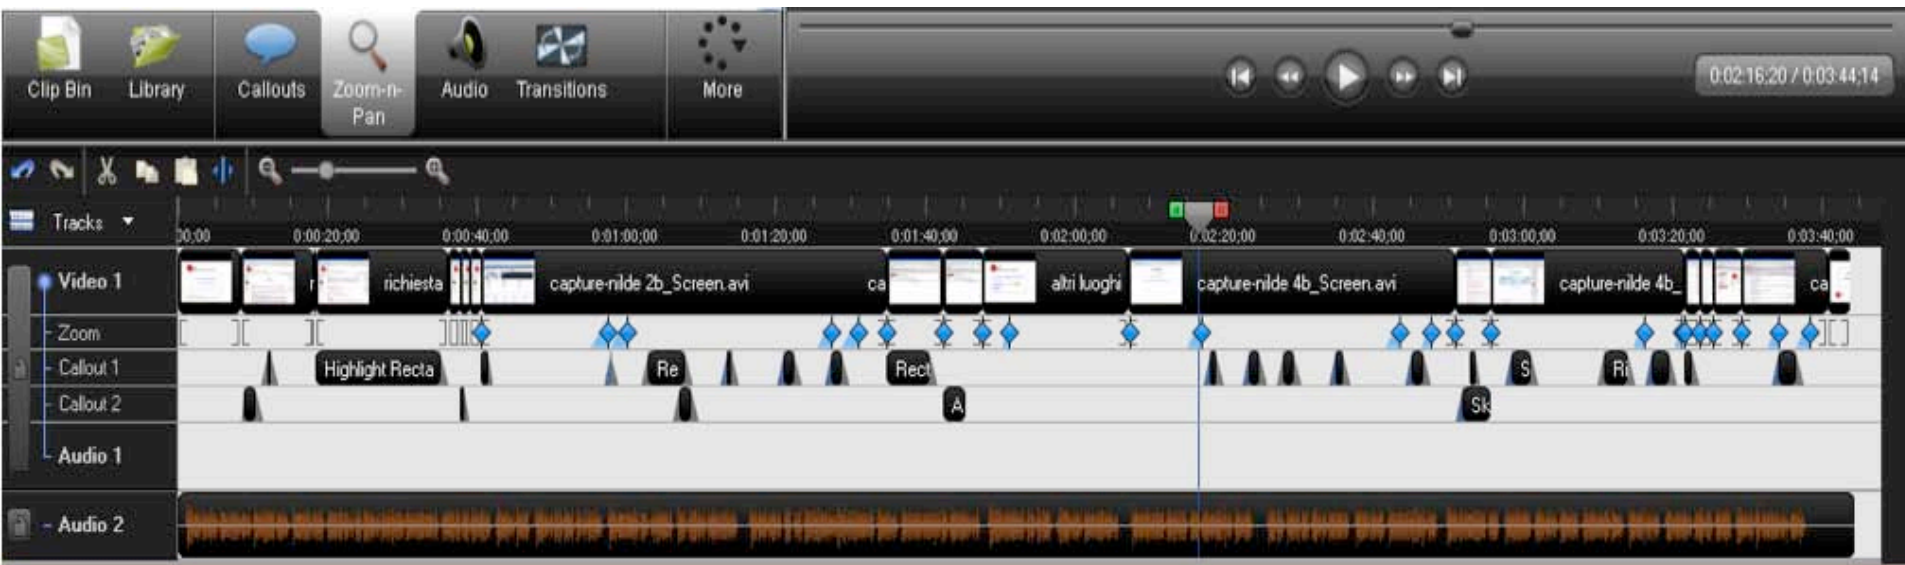 Clip Bin
Library
Callouts
Zoom-n-
Pan
Audio
Transitions
More
0:02:16;20 / 0:03:44;14
Tracks
00;00 0:00:20;00 0:00:40;00 0:01:00;00 0:01:20;00 0:01:40;00 0:02:00;00 0:02:20;00 0:02:40;00 0:03:00;00 0:03:20;00 0:03:40;00
Video 1 r richiesta capture-nilde 2b_Screen.avi ca altri luoghi capture-nilde 4b_Screen.avi capture-nilde 4b_ ca
Zoom
Callout 1 Highlight Recta Re Rect S Ri
Callout 2 A Sk
Audio 1
Audio 2